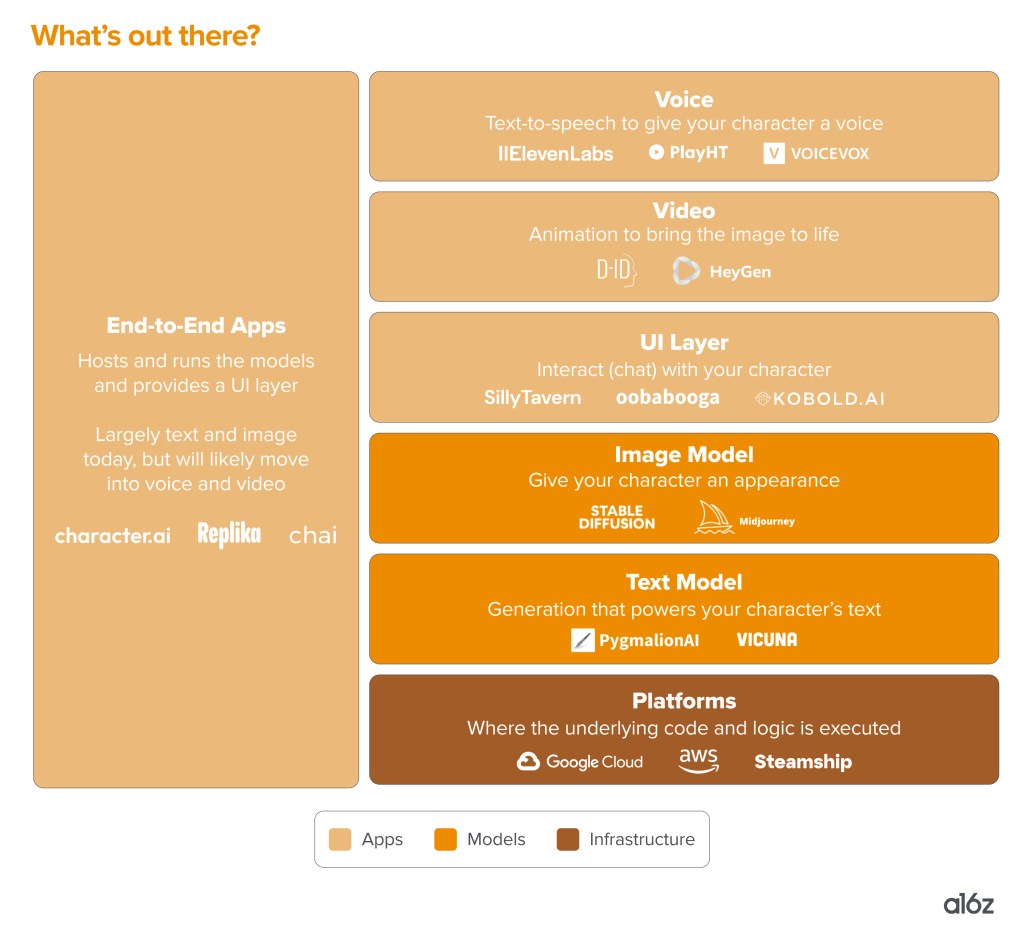 What’s out there?
End-to-End Apps
Hosts and runs the models
and provides a UI layer
Largely text and image
today, but will likely move
into voice and video
character.ai Replika chai
Voice
Text-to-speech to give your character a voice
IIElevenLabs PlayHT V VOICEVOX
Video
Animation to bring the image to life
D-ID HeyGen
UI Layer
Interact (chat) with your character
SillyTavern oobabooga KOBOLD.AI
Image Model
Give your character an appearance
STABLE
DIFFUSION Midjourney
Text Model
Generation that powers your character’s text
PygmalionAI VICUNA
Platforms
Where the underlying code and logic is executed
Google Cloud aws Steamship
Apps Models Infrastructure
a16z